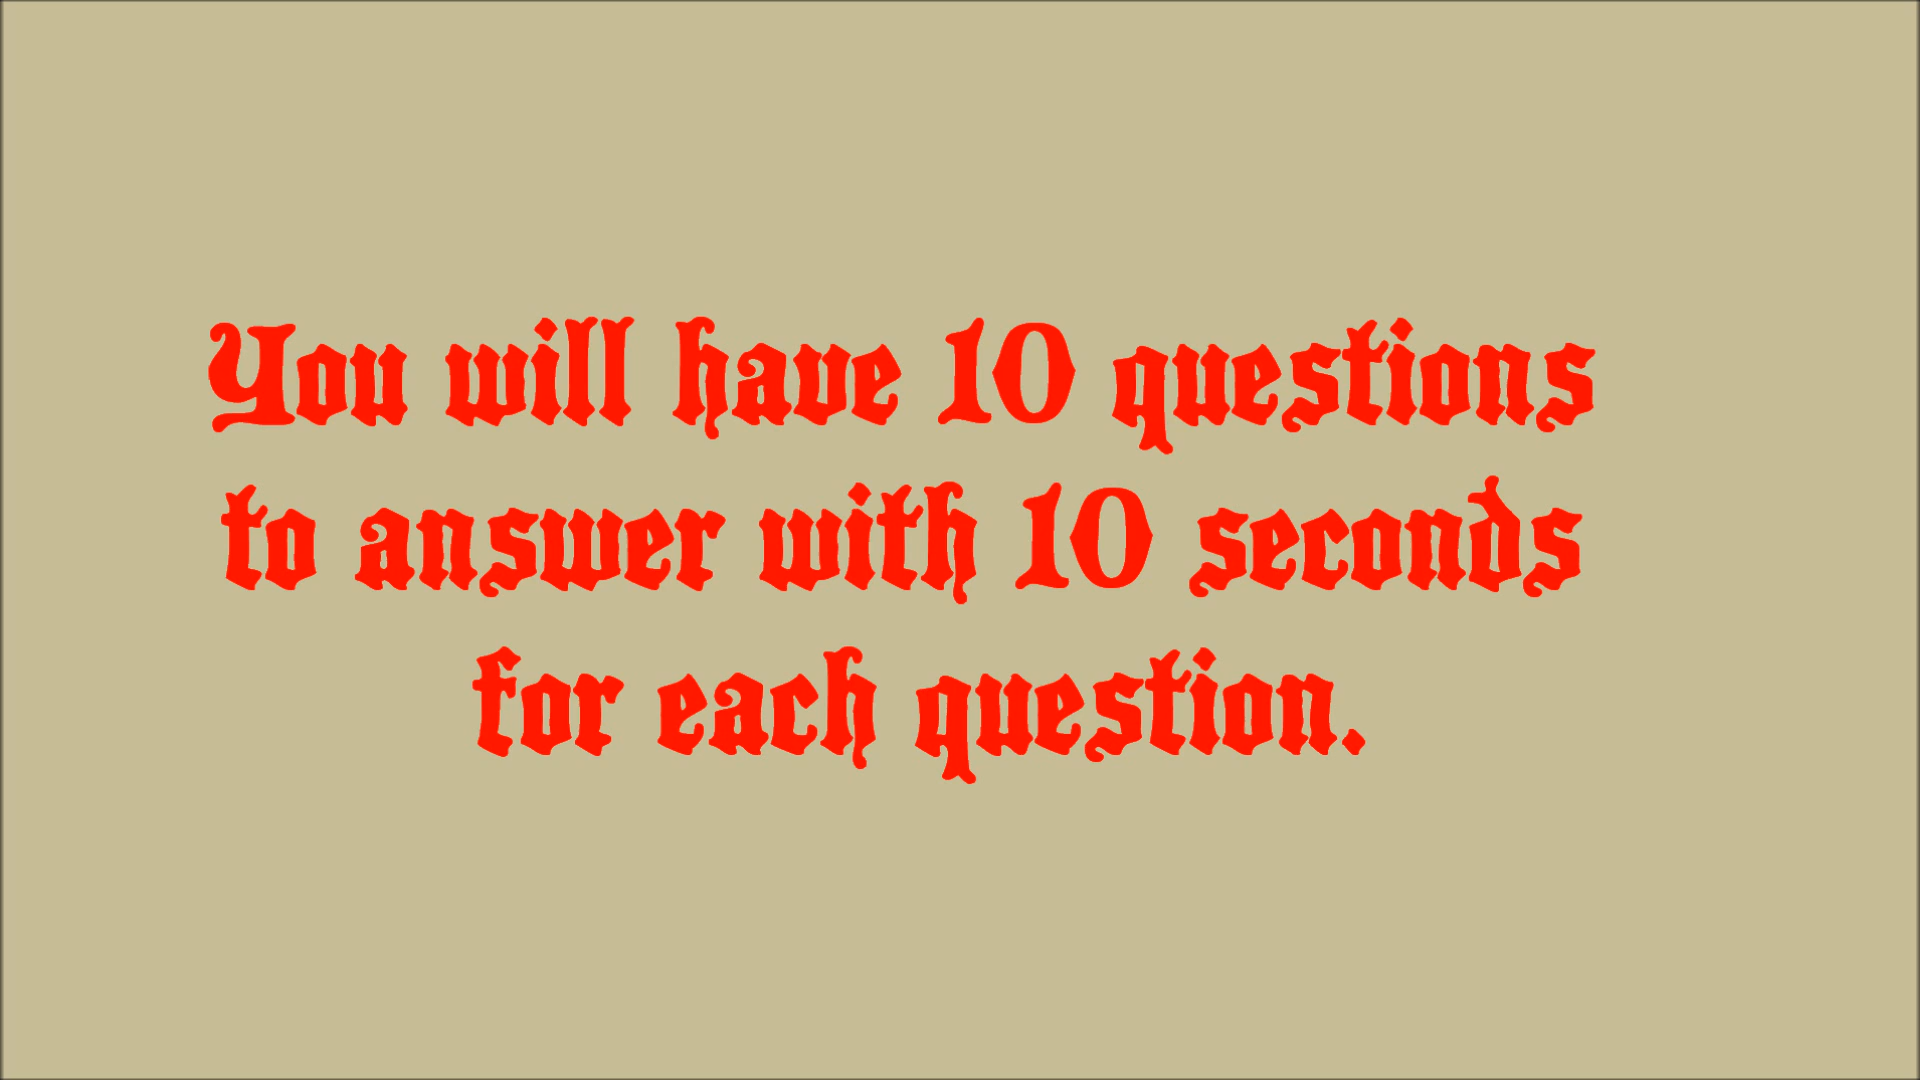 You will have 10 questions
to answer with 10 seconds
for each question.